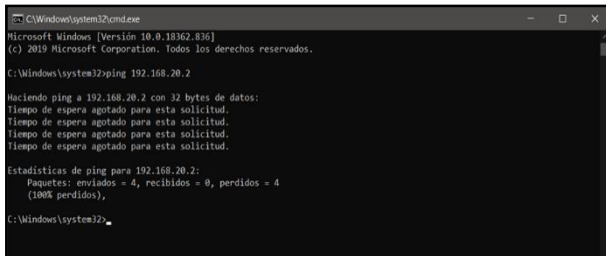 C:\Windows\system32\cmd.exe
Microsoft Windows [Versión 10.0.18362.836]
(c) 2019 Microsoft Corporation. Todos los derechos reservados.
C:\Windows\system32>ping 192.168.20.2
Haciendo ping a 192.168.20.2 con 32 bytes de datos:
Tiempo de espera agotado para esta solicitud.
Tiempo de espera agotado para esta solicitud.
Tiempo de espera agotado para esta solicitud.
Tiempo de espera agotado para esta solicitud.
Estadísticas de ping para 192.168.20.2:
Paquetes: enviados = 4, recibidos = 0, perdidos = 4
(100% perdidos),
C:\Windows\system32>